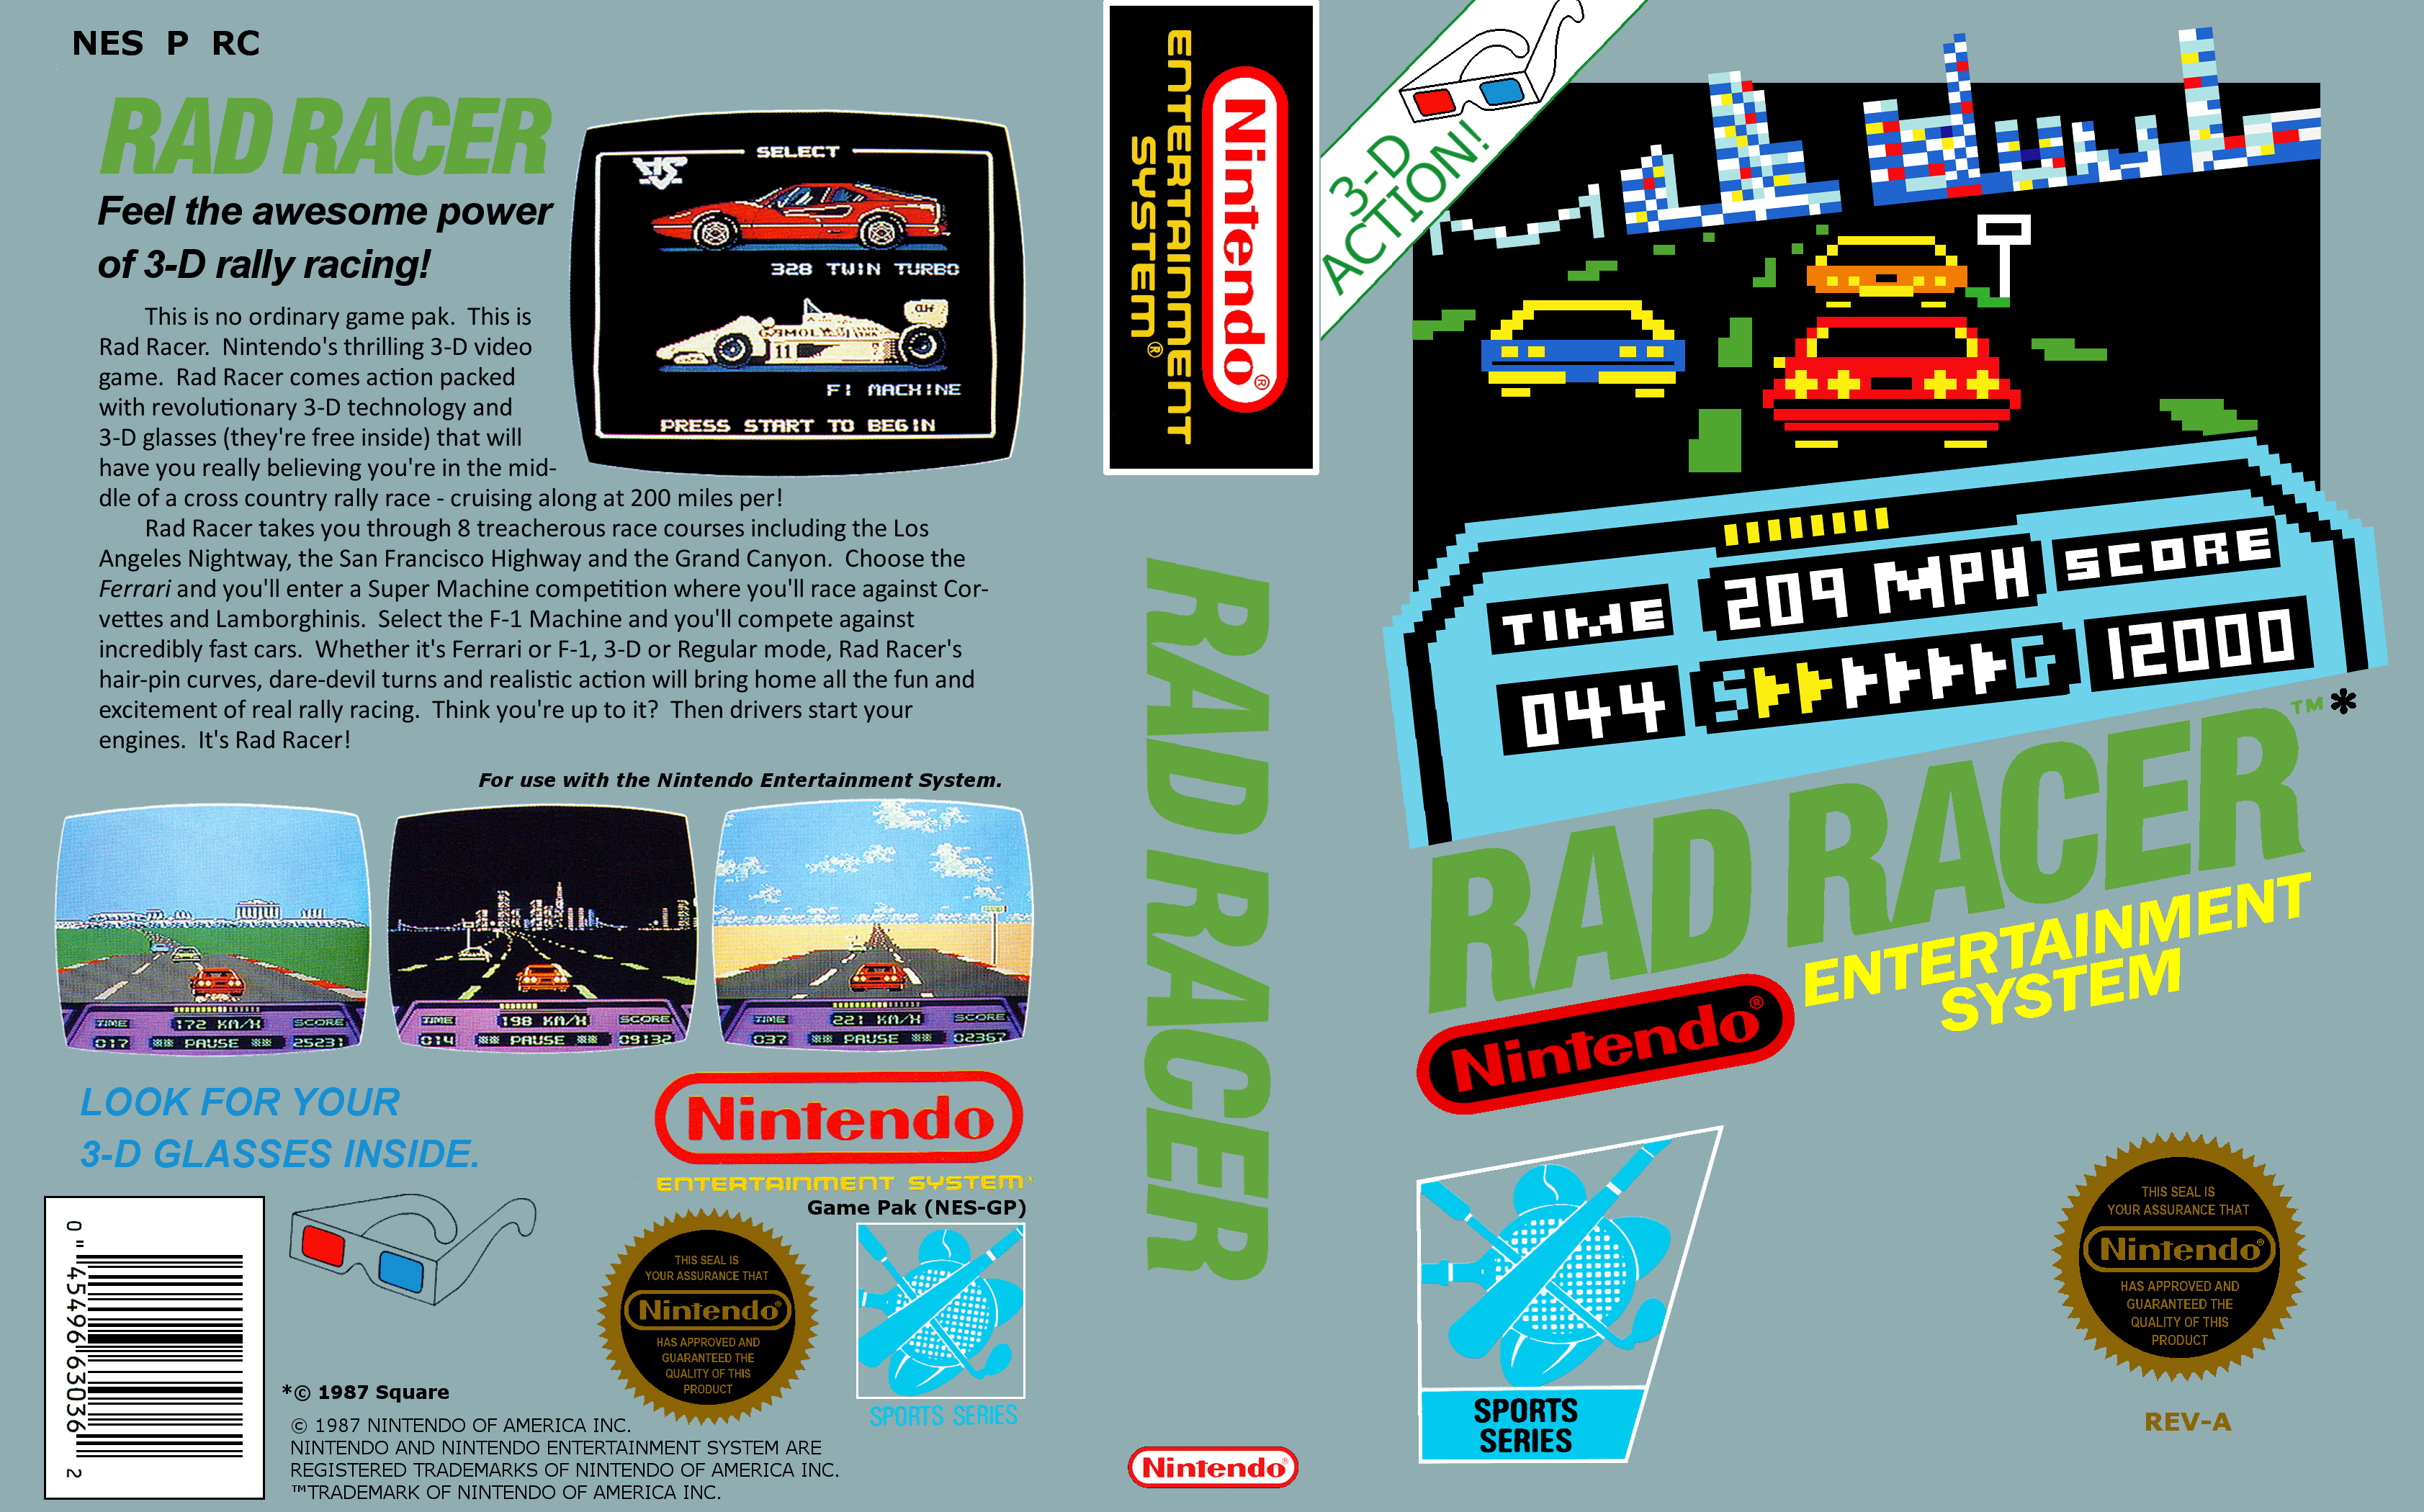 NES P RC
RAD RACER
Feel the awesome power
of 3-D rally racing!
This is no ordinary game pak. This is
Rad Racer. Nintendo's thrilling 3-D video
game. Rad Racer comes action packed
with revolutionary 3-D technology and
3-D glasses (they're free inside) that will
have you really believing you're in the mid-
dle of a cross country rally race - cruising along at 200 miles per!
Rad Racer takes you through 8 treacherous race courses including the Los
Angeles Nightway, the San Francisco Highway and the Grand Canyon. Choose the
Ferrari and you'll enter a Super Machine competition where you'll race against Cor-
vettes and Lamborghinis. Select the F-1 Machine and you'll compete against
incredibly fast cars. Whether it's Ferrari or F-1, 3-D or Regular mode, Rad Racer's
hair-pin curves, dare-devil turns and realistic action will bring home all the fun and
excitement of real rally racing. Think you're up to it? Then drivers start your
engines. It's Rad Racer!
SELECT
328 TWIN TURBO
11
F1 MACHINE
PRESS START TO BEGIN
For use with the Nintendo Entertainment System.
TIME 172 KM/H SCORE
017 ** PAUSE ** 25231
TIME 198 KM/H SCORE
014 ** PAUSE ** 09132
TIME 221 KM/H SCORE
037 ** PAUSE ** 02367
LOOK FOR YOUR
3-D GLASSES INSIDE.
Nintendo
ENTERTAINMENT SYSTEM
Game Pak (NES-GP)
THIS SEAL IS
YOUR ASSURANCE THAT
Nintendo®
HAS APPROVED AND
GUARANTEED THE
QUALITY OF THIS
PRODUCT
SPORTS SERIES
0 45496 63036 2
*© 1987 Square
© 1987 NINTENDO OF AMERICA INC.
NINTENDO AND NINTENDO ENTERTAINMENT SYSTEM ARE
REGISTERED TRADEMARKS OF NINTENDO OF AMERICA INC.
™TRADEMARK OF NINTENDO OF AMERICA INC.
Nintendo®
ENTERTAINMENT
SYSTEM®
RAD RACER
Nintendo®
3-D
ACTION!!
TIME 209 MPH SCORE
044 S G 12000
RAD RACER™*
Nintendo®
ENTERTAINMENT
SYSTEM
SPORTS
SERIES
THIS SEAL IS
YOUR ASSURANCE THAT
Nintendo®
HAS APPROVED AND
GUARANTEED THE
QUALITY OF THIS
PRODUCT
REV-A